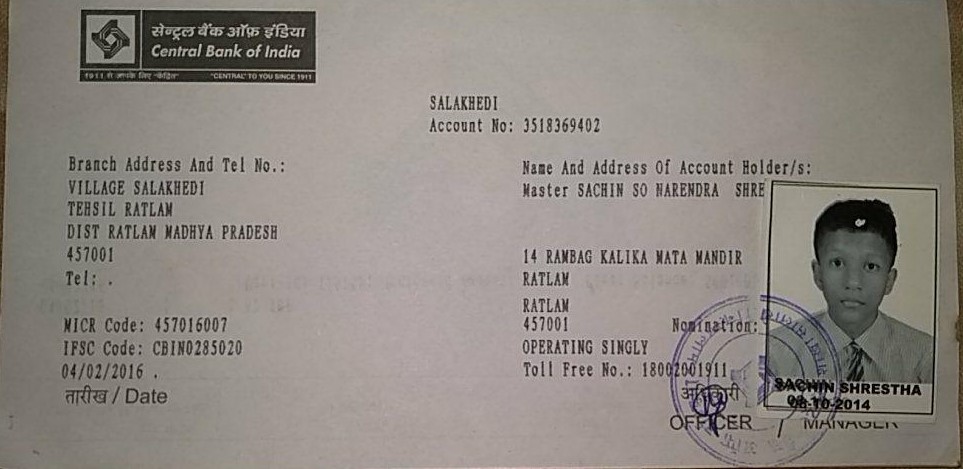 सेन्ट्रल बैंक ऑफ़ इंडिया
Central Bank of India
1911 से आपके लिए "केंद्रित" "CENTRAL" TO YOU SINCE 1911
SALAKHEDI
Account No: 3518369402
Branch Address And Tel No.:
VILLAGE SALAKHEDI
TEHSIL RATLAM
DIST RATLAM MADHYA PRADESH
457001
Tel: .
MICR Code: 457016007
IFSC Code: CBIN0285020
04/02/2016 .
तारीख / Date
Name And Address Of Account Holder/s:
Master SACHIN SO NARENDRA SHRE
14 RAMBAG KALIKA MATA MANDIR
RATLAM
RATLAM
457001 Nomination:
OPERATING SINGLY
Toll Free No.: 18002001911
अधिकारी
OFFICER / MANAGER
SACHIN SHRESTHA
08-10-2014